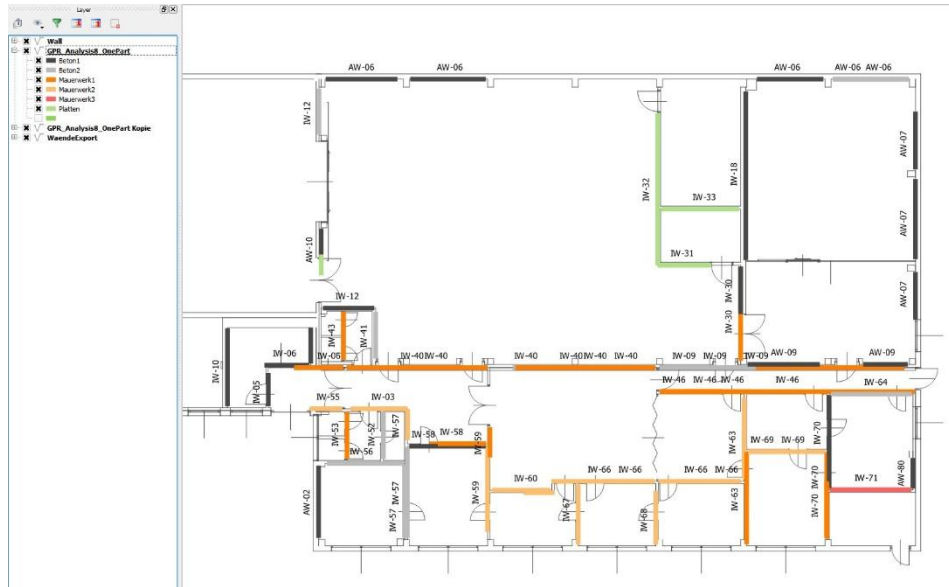 Layer
Wall
GPR_Analysis8_OnePart
Beton1
Beton2
Mauerwerk1
Mauerwerk2
Mauerwerk3
Platten
GPR_Analysis8_OnePart Kopie
WaendeExport
AW-06 AW-06 AW-06 AW-06 AW-06
IW-12
AW-07
IW-32
IW-18
IW-33
AW-07
AW-10
IW-31
IW-30
AW-07
IW-12
IW-30
IW-43
IW-41
IW-10
IW-06
IW-05
IW-40 IW-40 IW-40 IW-40 IW-40 IW-40 IW-09 IW-09 IW-09 AW-09 AW-09
IW-05
IW-46 IW-46 IW-46 IW-46 IW-64
IW-55
IW-03
IW-53
IW-52
IW-57
IW-58
IW-58
IW-59
IW-63
IW-69 IW-69
IW-70
IW-56
AW-02
IW-57
IW-57
IW-59
IW-60
IW-66 IW-66 IW-66 IW-66
IW-67
IW-68
IW-63
IW-70
IW-70
IW-71
AW-80